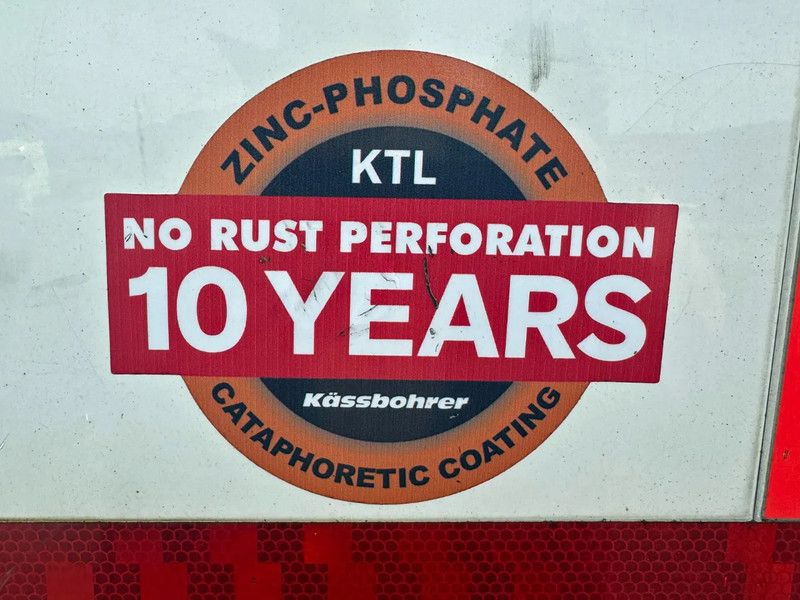 ZINC-PHOSPHATE
KTL
NO RUST PERFORATION
10 YEARS
Kässbohrer
CATAPHORETIC COATING